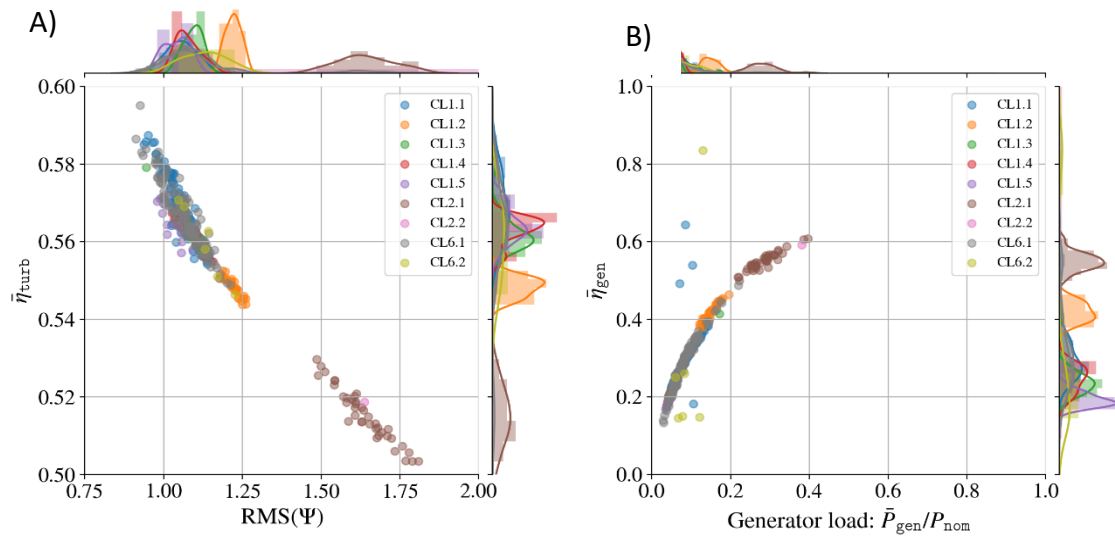 A)
0.60
0.58
0.56
0.54
0.52
0.50
η̄turb
0.75 1.00 1.25 1.50 1.75 2.00
RMS(Ψ)
CL1.1
CL1.2
CL1.3
CL1.4
CL1.5
CL2.1
CL2.2
CL6.1
CL6.2
B)
1.0
0.8
0.6
0.4
0.2
0.0
η̄gen
0.0 0.2 0.4 0.6 0.8 1.0
Generator load: P̄gen/Pnom
CL1.1
CL1.2
CL1.3
CL1.4
CL1.5
CL2.1
CL2.2
CL6.1
CL6.2